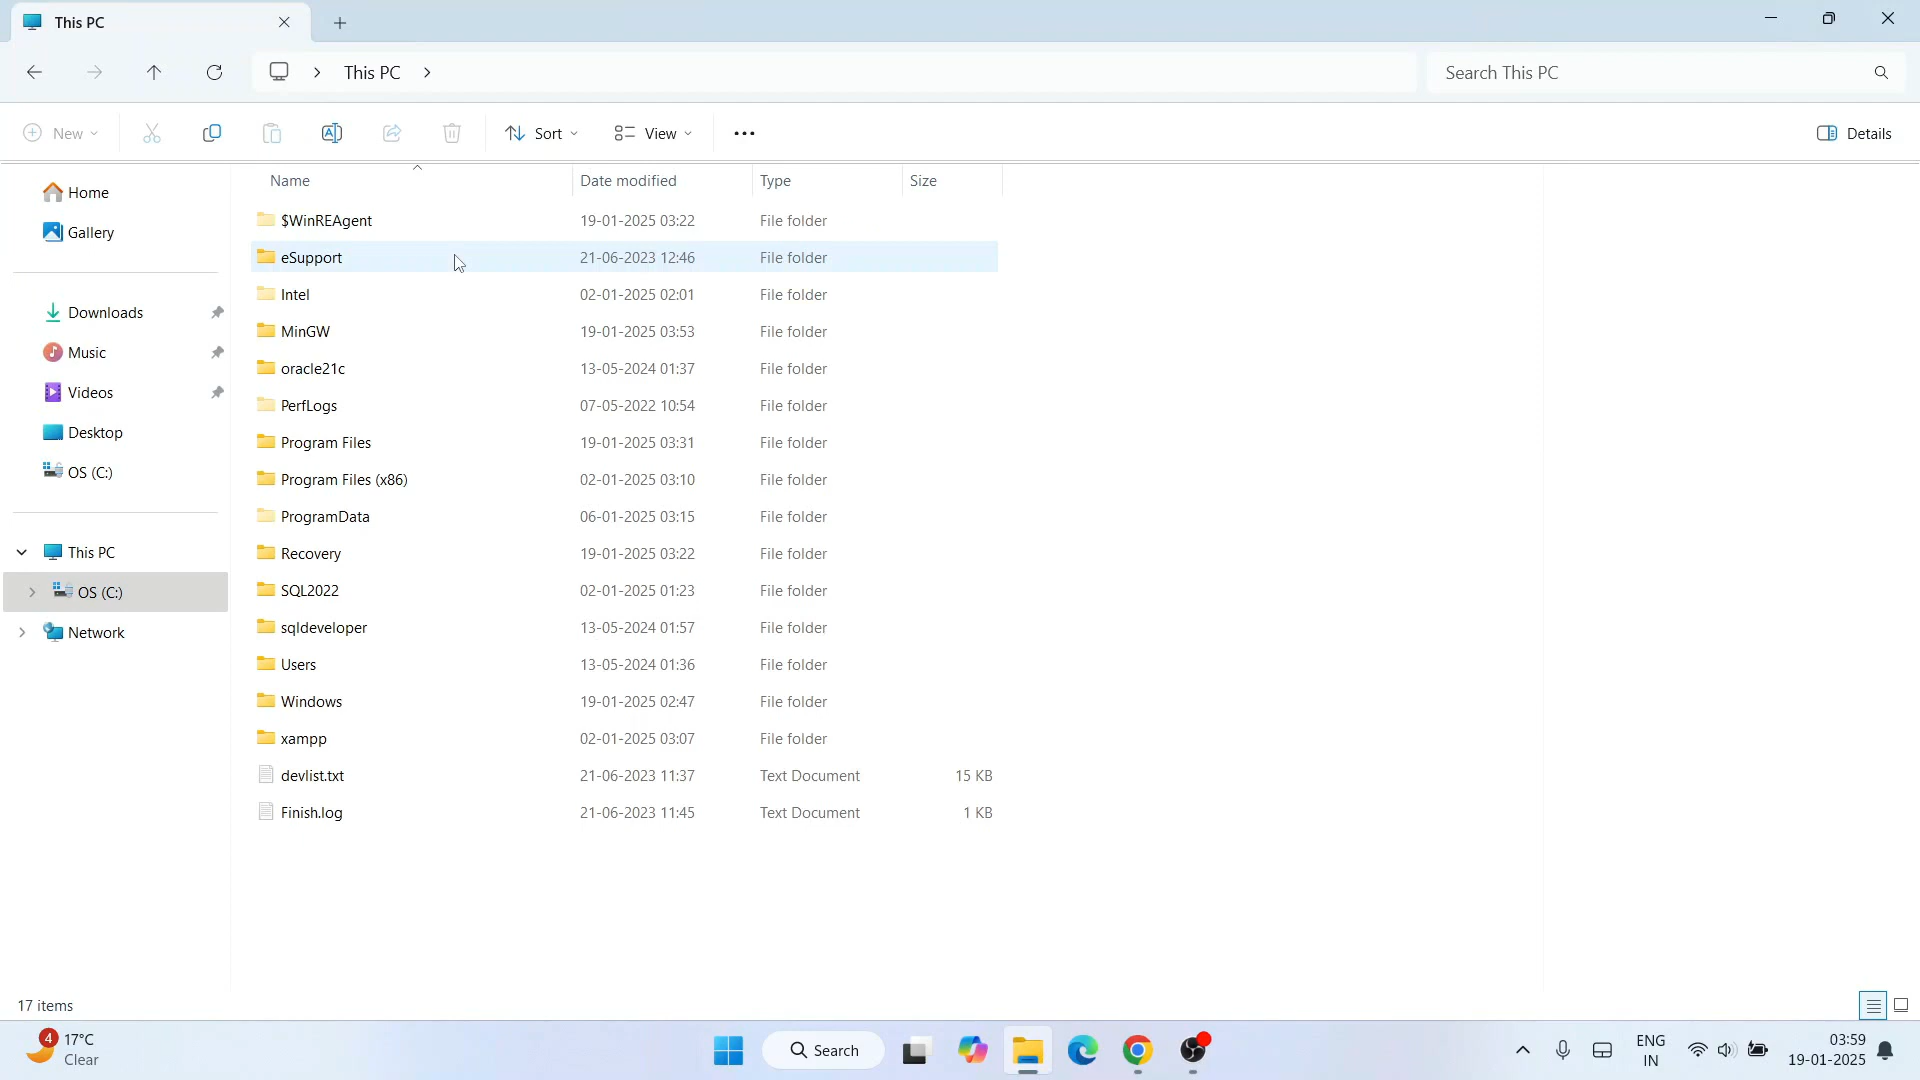 This PC
This PC
Search This PC
New
Sort
View
Details
Home
Gallery
Downloads
Music
Videos
Desktop
OS (C:)
This PC
OS (C:)
Network
Name Date modified Type Size
$WinREAgent 19-01-2025 03:22 File folder
eSupport 21-06-2023 12:46 File folder
Intel 02-01-2025 02:01 File folder
MinGW 19-01-2025 03:53 File folder
oracle21c 13-05-2024 01:37 File folder
PerfLogs 07-05-2022 10:54 File folder
Program Files 19-01-2025 03:31 File folder
Program Files (x86) 02-01-2025 03:10 File folder
ProgramData 06-01-2025 03:15 File folder
Recovery 19-01-2025 03:22 File folder
SQL2022 02-01-2025 01:23 File folder
sqldeveloper 13-05-2024 01:57 File folder
Users 13-05-2024 01:36 File folder
Windows 19-01-2025 02:47 File folder
xampp 02-01-2025 03:07 File folder
devlist.txt 21-06-2023 11:37 Text Document 15 KB
Finish.log 21-06-2023 11:45 Text Document 1 KB
17 items
4
17°C
Clear
Search
ENG
IN
03:59
19-01-2025